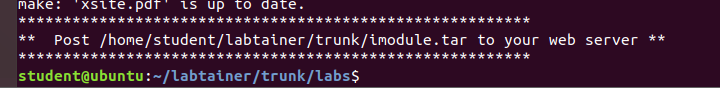 make: 'xsite.pdf' is up to date.
***********************************************************
**  Post /home/student/labtainer/trunk/imodule.tar to your web server **
***********************************************************
student@ubuntu:~/labtainer/trunk/labs$